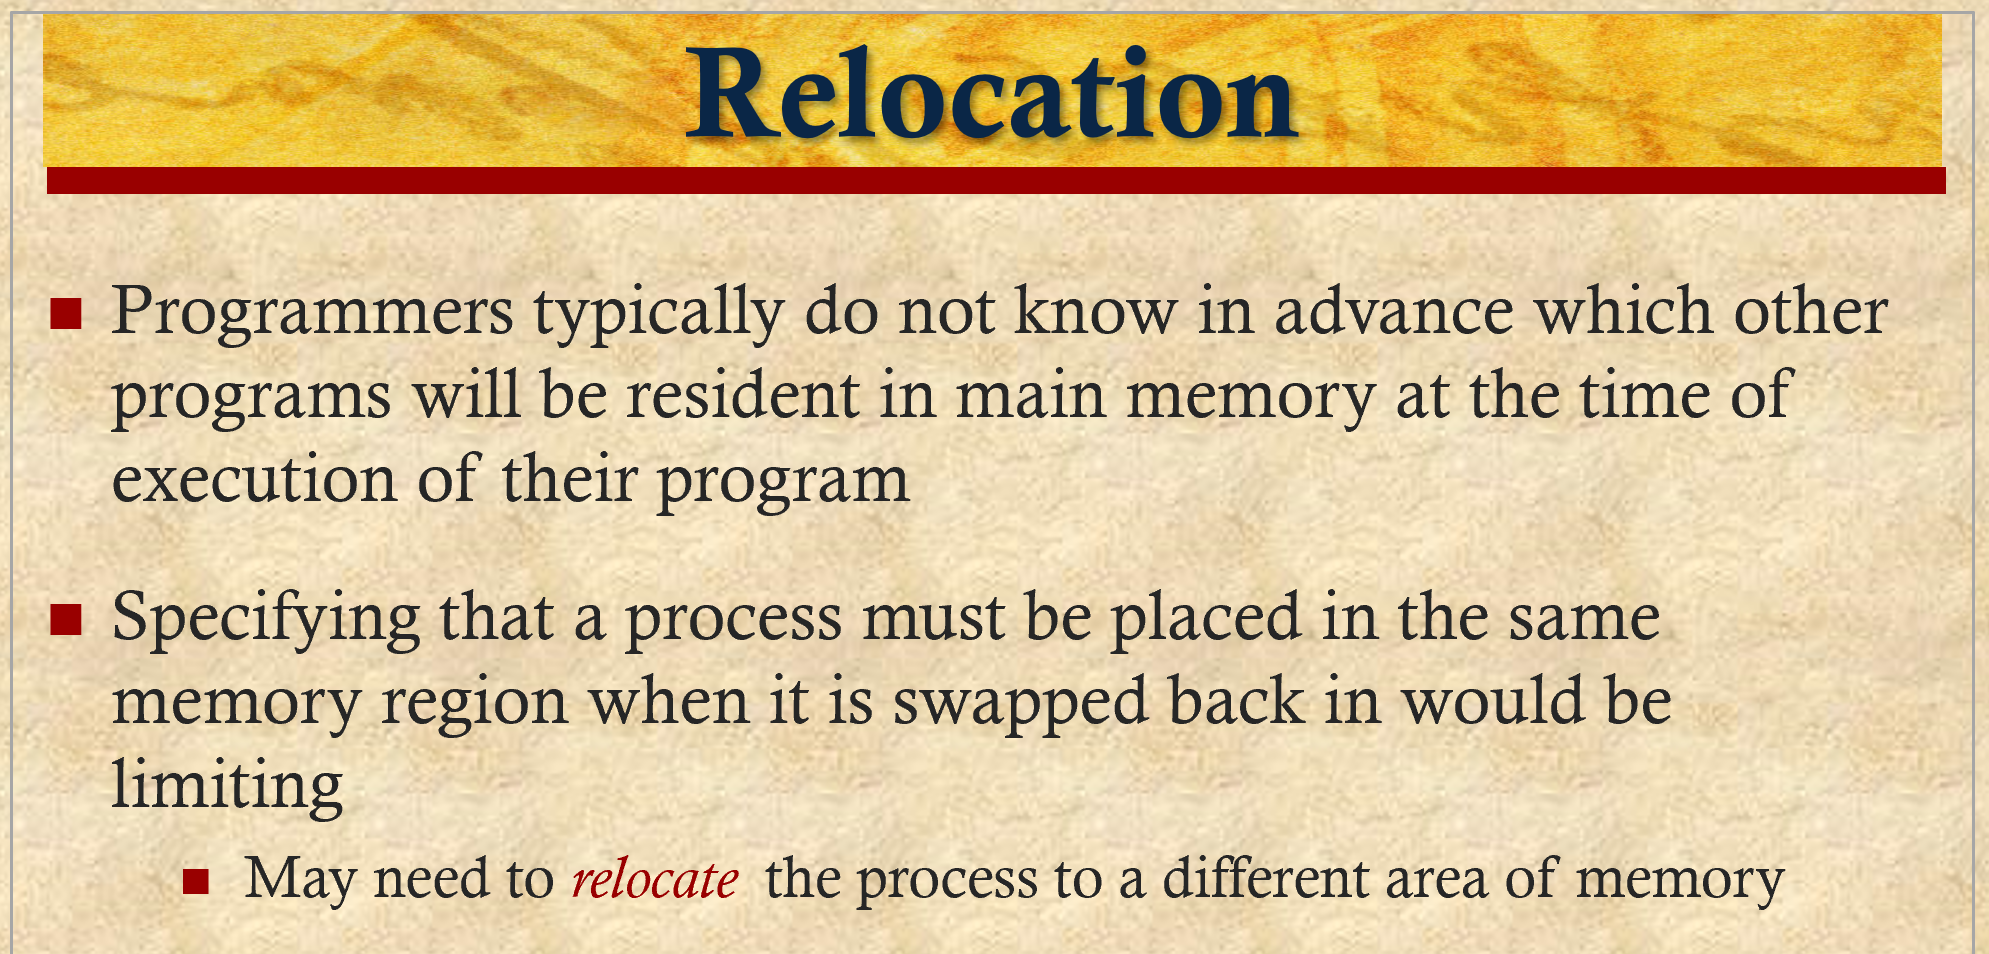 Relocation
Programmers typically do not know in advance which other
programs will be resident in main memory at the time of
execution of their program
Specifying that a process must be placed in the same
memory region when it is swapped back in would be
limiting
May need to relocate the process to a different area of memory